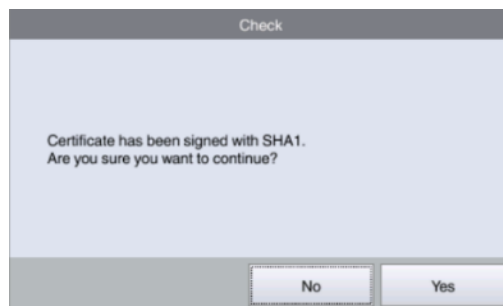 Check
Certificate has been signed with SHA1.
Are you sure you want to continue?
No
Yes